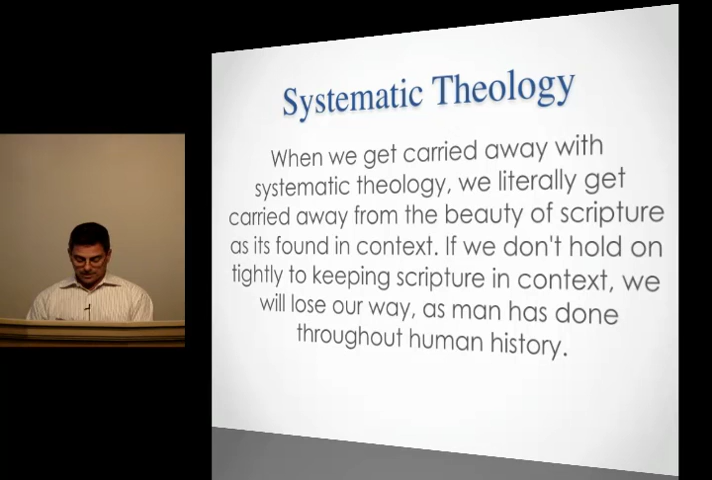 Systematic Theology
When we get carried away with
systematic theology, we literally get
carried away from the beauty of scripture
as its found in context. If we don't hold on
tightly to keeping scripture in context, we
will lose our way, as man has done
throughout human history.